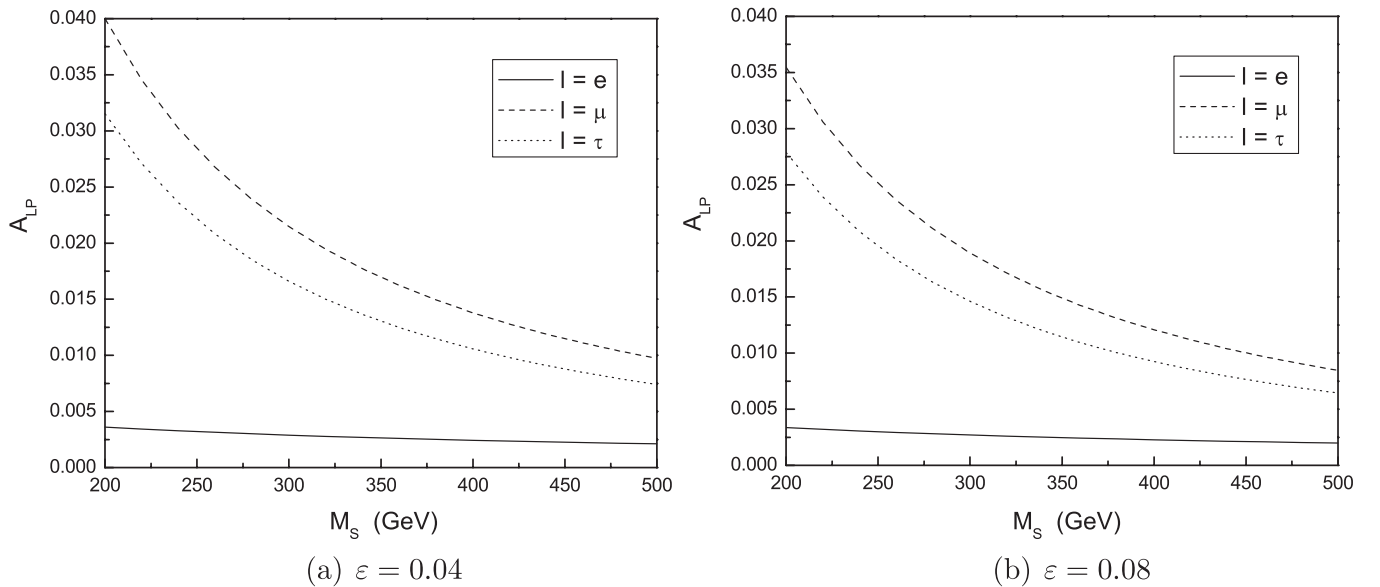 0.040
0.035
0.030
0.025
0.020
0.015
0.010
0.005
0.000
A_LP
l = e
l = μ
l = τ
200 250 300 350 400 450 500
M_S (GeV)
(a) ε = 0.04
0.040
0.035
0.030
0.025
0.020
0.015
0.010
0.005
0.000
A_LP
l = e
l = μ
l = τ
200 250 300 350 400 450 500
M_S (GeV)
(b) ε = 0.08